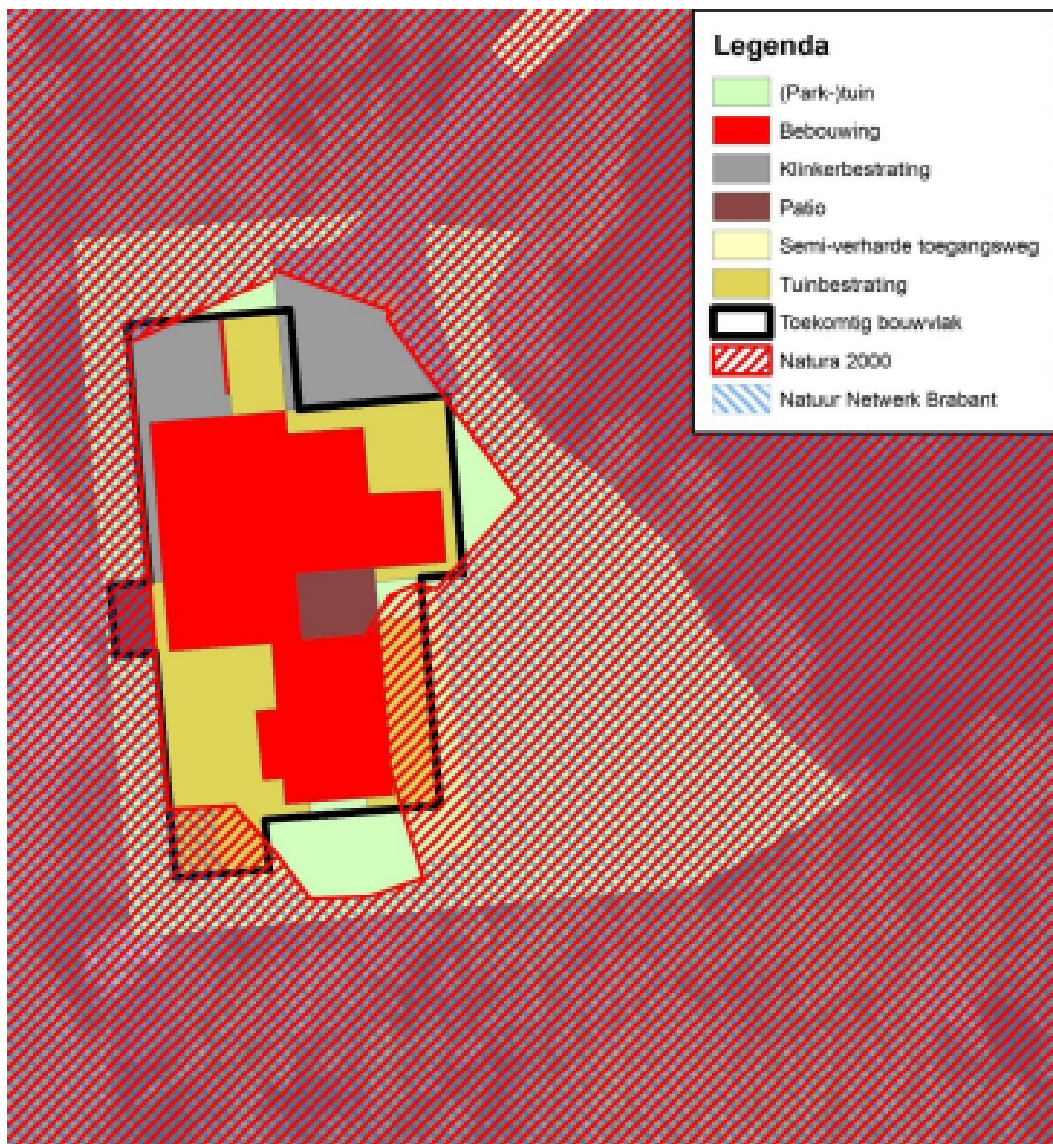 Legenda
(Park-)tuin
Bebouwing
Klinkerbestrating
Patio
Semi-verharde toegangsweg
Tuinbestrating
Toekomtig bouwvlak
Natura 2000
Natuur Netwerk Brabant